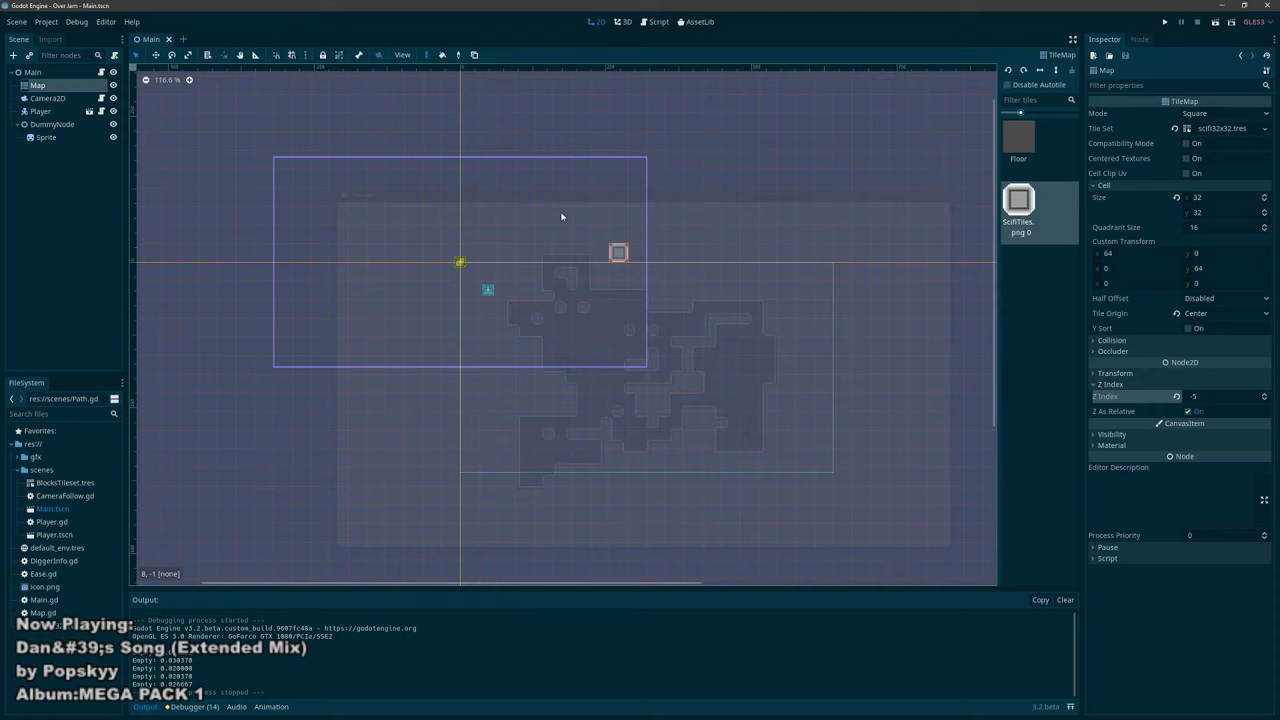 Godot Engine - Over Jam - Main.tscn
Scene Project Debug Editor Help
2D 3D Script AssetLib
GLES3
Scene Import
Filter nodes
Main
Map
Camera2D
Player
DummyNode
Sprite
FileSystem
res://scenes/Path.gd
Search files
Favorites:
res://
gfx
scenes
BlocksTileset.tres
CameraFollow.gd
Main.tscn
Player.gd
Player.tscn
default_env.tres
DiggerInfo.gd
Ease.gd
icon.png
Main.gd
Map.gd
Main
View
TileMap
116.6 %
8, -1 [none]
Disable Autotile
Filter tiles
Floor
ScifiTiles.
png 0
Output:
Copy Clear
--- Debugging process started ---
Godot Engine v3.2.beta.custom_build.9607fc48a - https://godotengine.org
OpenGL ES 3.0 Renderer: GeForce GTX 1080/PCIe/SSE2
Empty: 0.030370
Empty: 0.020000
Empty: 0.020370
Empty: 0.026667
process stopped ---
Output Debugger (14) Audio Animation
3.2.beta
Inspector Node
Map
Filter properties
TileMap
Mode Square
Tile Set scifi32x32.tres
Compatibility Mode On
Centered Textures On
Cell Clip Uv On
Cell
Size x 32
y 32
Quadrant Size 16
Custom Transform
x 64 y 0
x 0 y 64
x 0 y 0
Half Offset Disabled
Tile Origin Center
Y Sort On
Collision
Occluder
Node2D
Transform
Z Index
Z Index -5
Z As Relative On
CanvasItem
Visibility
Material
Node
Editor Description
Process Priority 0
Pause
Script
Now Playing:
Dan&#39;s Song (Extended Mix)
by Popskyy
Album:MEGA PACK 1